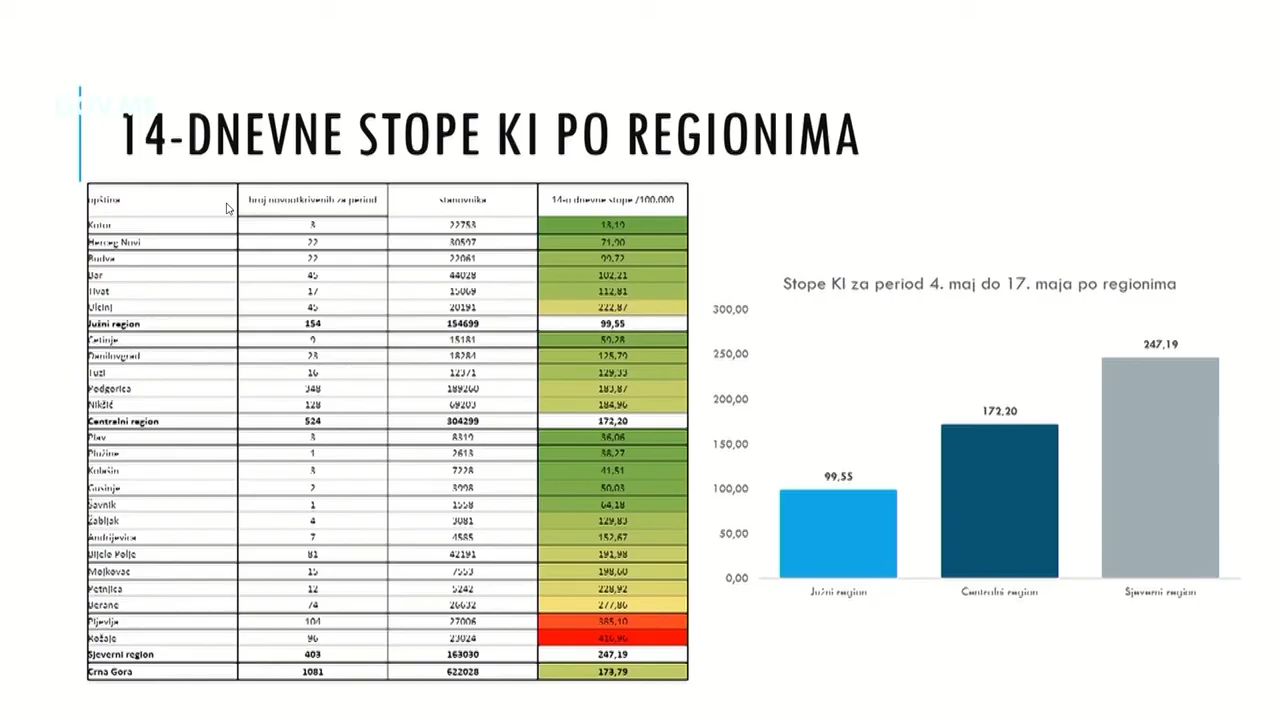 GOV ME
14-DNEVNE STOPE KI PO REGIONIMA
opština broj novootkrivenih za period stanovnika 14-o dnevne stope /100.000
Kotor 3 22753 13,19
Herceg Novi 22 30597 71,90
Budva 22 22061 99,72
Bar 45 44028 102,21
Tivat 17 15069 112,81
Ulcinj 45 20191 222,87
Južni region 154 154699 99,55
Cetinje 9 15181 59,28
Danilovgrad 23 18284 125,79
Tuzi 16 12371 129,33
Podgorica 348 189260 183,87
Nikšić 128 69203 184,96
Centralni region 524 304299 172,20
Plav 3 8319 36,06
Plužine 1 2613 38,27
Kolašin 3 7228 41,51
Gusinje 2 3998 50,03
Šavnik 1 1558 64,18
Žabljak 4 3081 129,83
Andrijevica 7 4585 152,67
Bijelo Polje 81 42191 191,98
Mojkovac 15 7553 198,60
Petnjica 12 5242 228,92
Berane 74 26632 277,86
Pljevlja 104 27006 385,10
Rožaje 96 23024 416,96
Sjeverni region 403 163030 247,19
Crna Gora 1081 622028 173,79
Stope KI za period 4. maj do 17. maja po regionima
300,00
250,00
200,00
150,00
100,00
50,00
0,00
99,55
172,20
247,19
Južni region Centralni region Sjeverni region